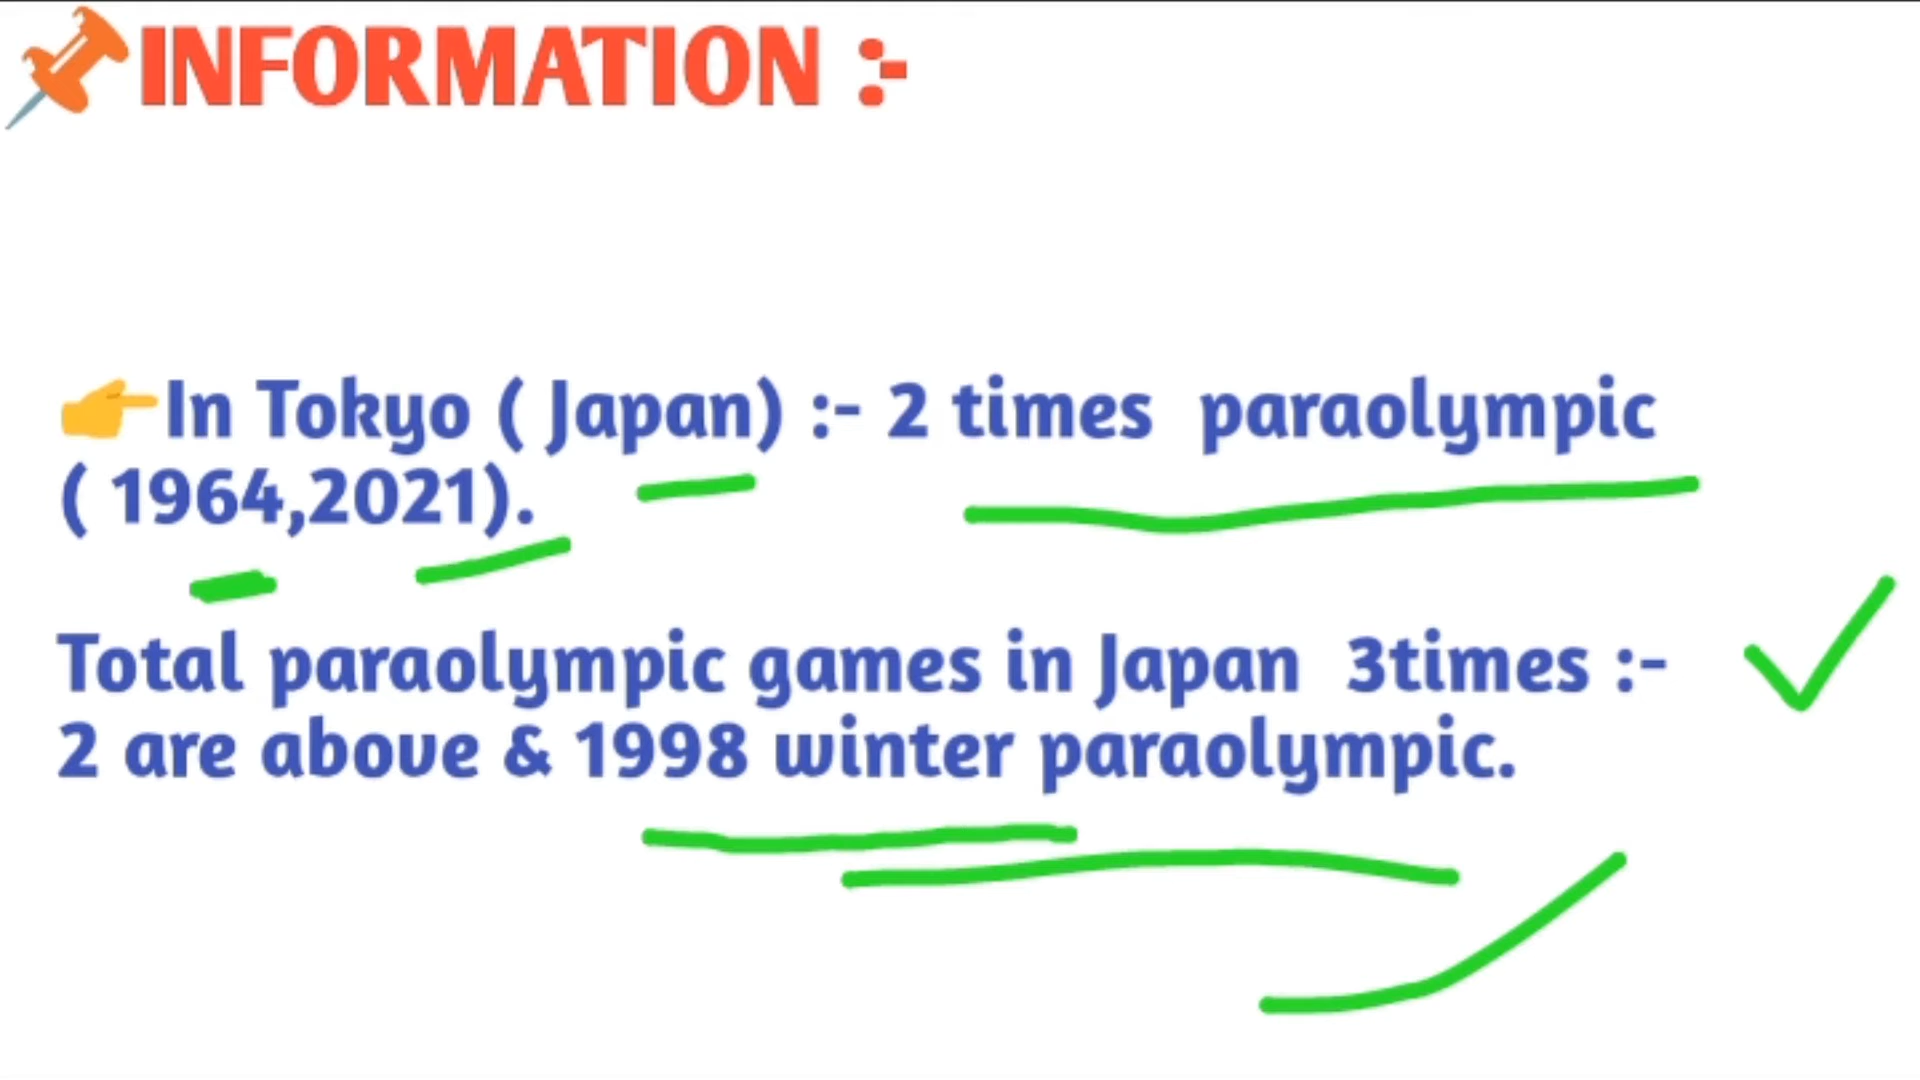 INFORMATION :-
In Tokyo ( Japan) :- 2 times paraolympic
( 1964,2021).
Total paraolympic games in Japan 3times :-
2 are above & 1998 winter paraolympic.